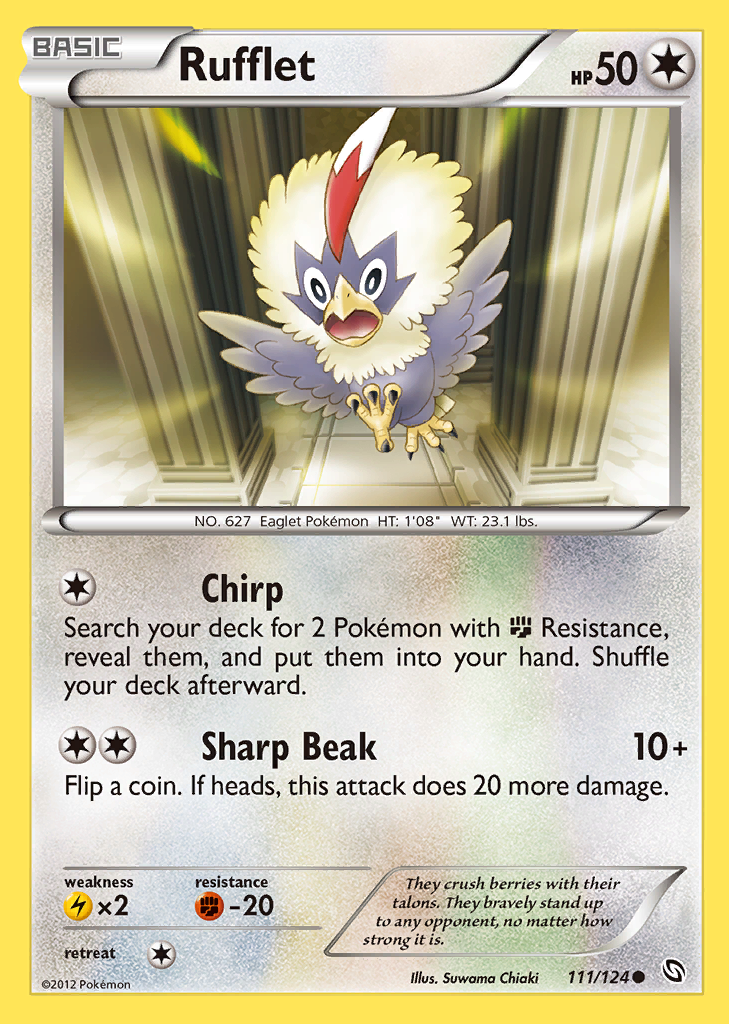 BASIC
Rufflet
HP 50
NO. 627 Eaglet Pokémon HT: 1'08" WT: 23.1 lbs.
Chirp
Search your deck for 2 Pokémon with Resistance,
reveal them, and put them into your hand. Shuffle
your deck afterward.
Sharp Beak 10+
Flip a coin. If heads, this attack does 20 more damage.
weakness
×2
resistance
-20
retreat
They crush berries with their
talons. They bravely stand up
to any opponent, no matter how
strong it is.
©2012 Pokémon
Illus. Suwama Chiaki
111/124